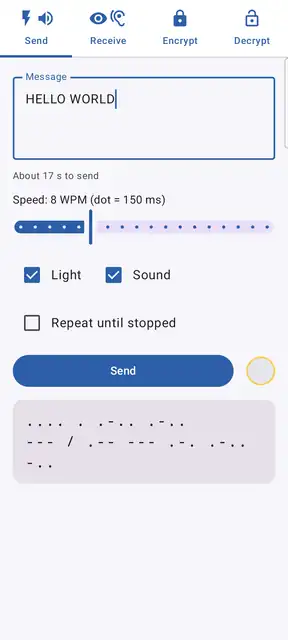 Send
Receive
Encrypt
Decrypt
Message
HELLO WORLD
About 17 s to send
Speed: 8 WPM (dot = 150 ms)
Light
Sound
Repeat until stopped
Send
.... . .-.. .-..
--- / .-- --- .-. .-..
-..